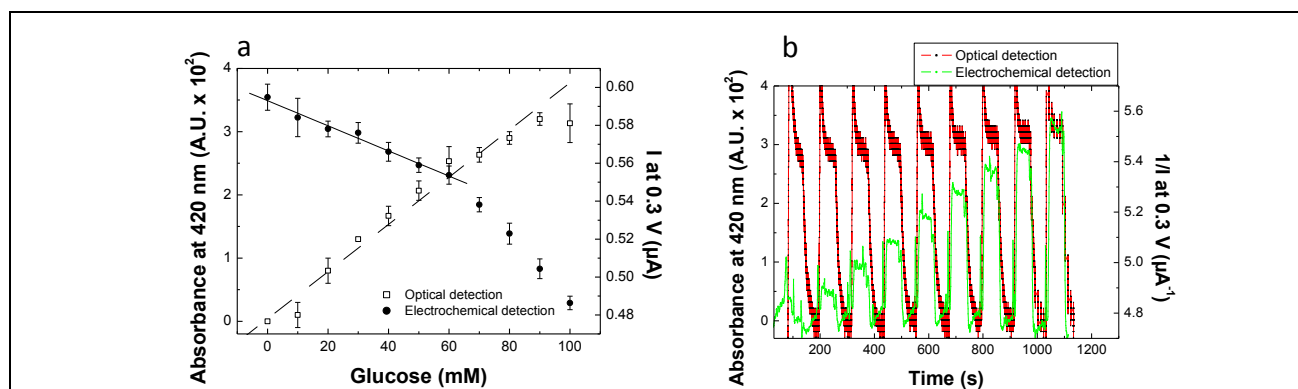 a
Absorbance at 420 nm (A.U. x 10²)
4
3
2
1
0
Optical detection
Electrochemical detection
0.60
0.58
0.56
0.54
0.52
0.50
0.48
I at 0.3 V (µA)
0 20 40 60 80 100
Glucose (mM)
b
Optical detection
Electrochemical detection
Absorbance at 420 nm (A.U. x 10²)
4
3
2
1
0
5.6
5.4
5.2
5.0
4.8
1/I at 0.3 V (µA⁻¹)
200 400 600 800 1000 1200
Time (s)